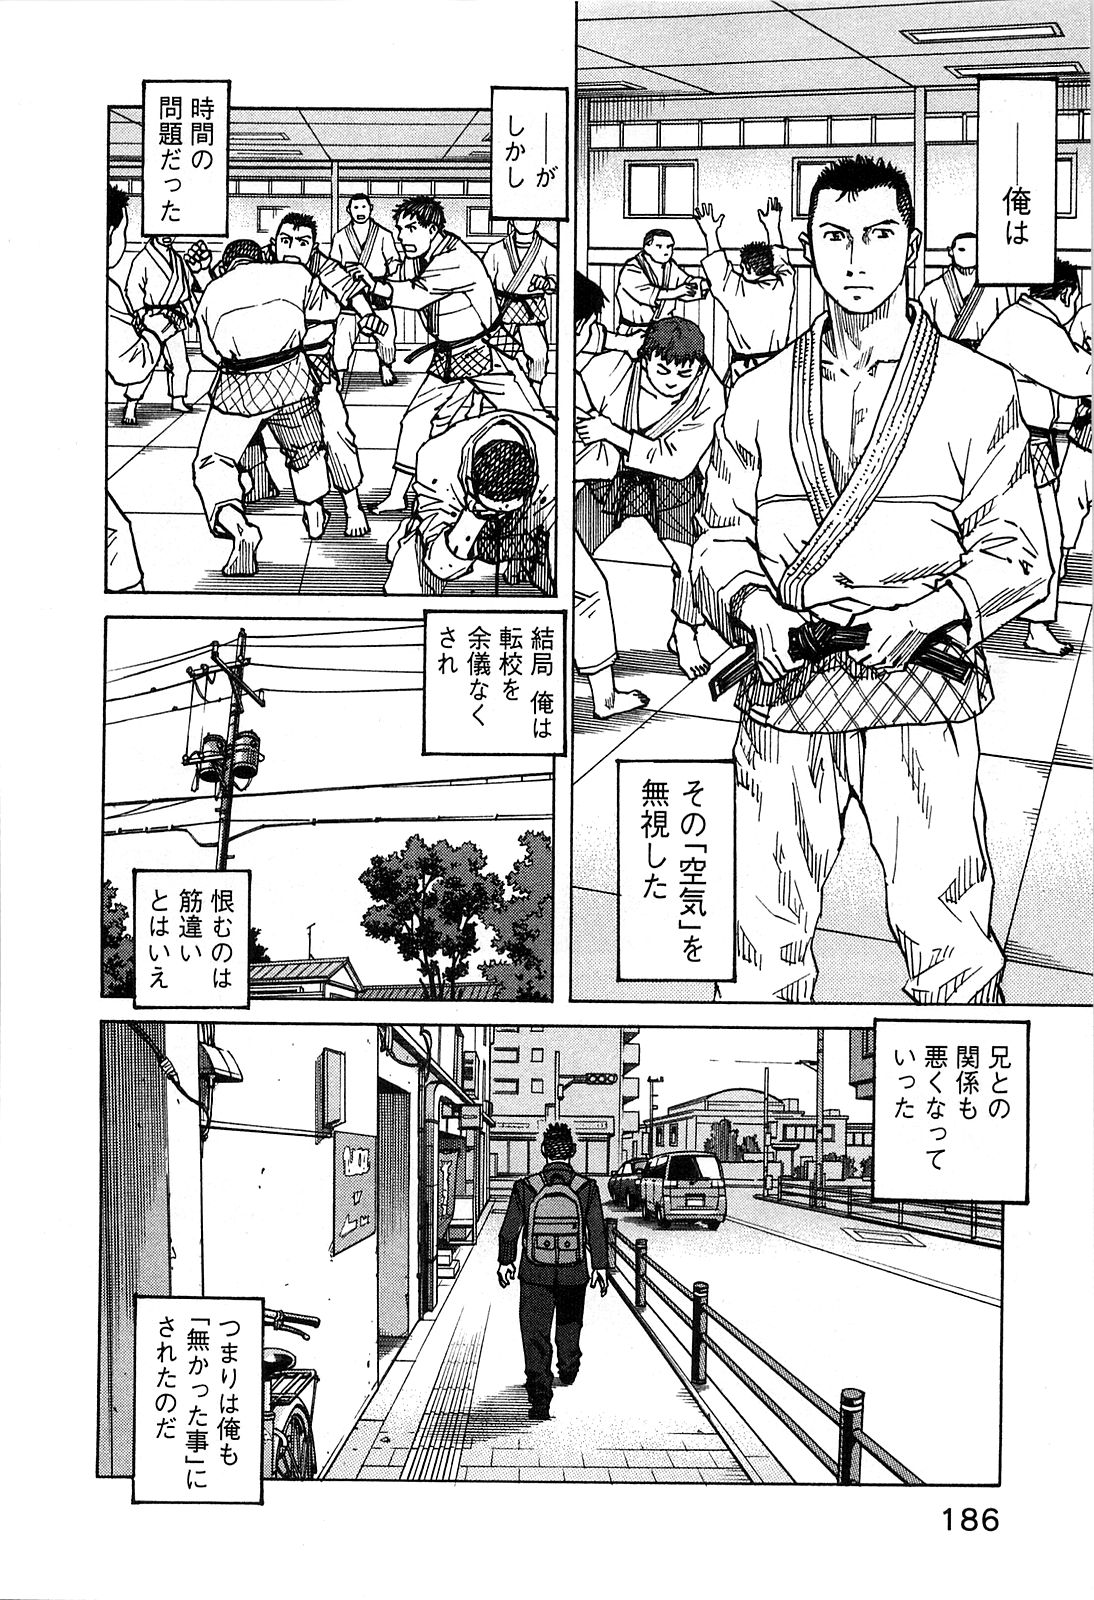 ――俺は
その「空気」を
無視した
――が
しかし
時間の
問題だった
結局 俺は
転校を
余儀なく
され
恨むのは
筋違い
とはいえ
兄との
関係も
悪くなって
いった
つまりは俺も
「無かった事」に
されたのだ
186